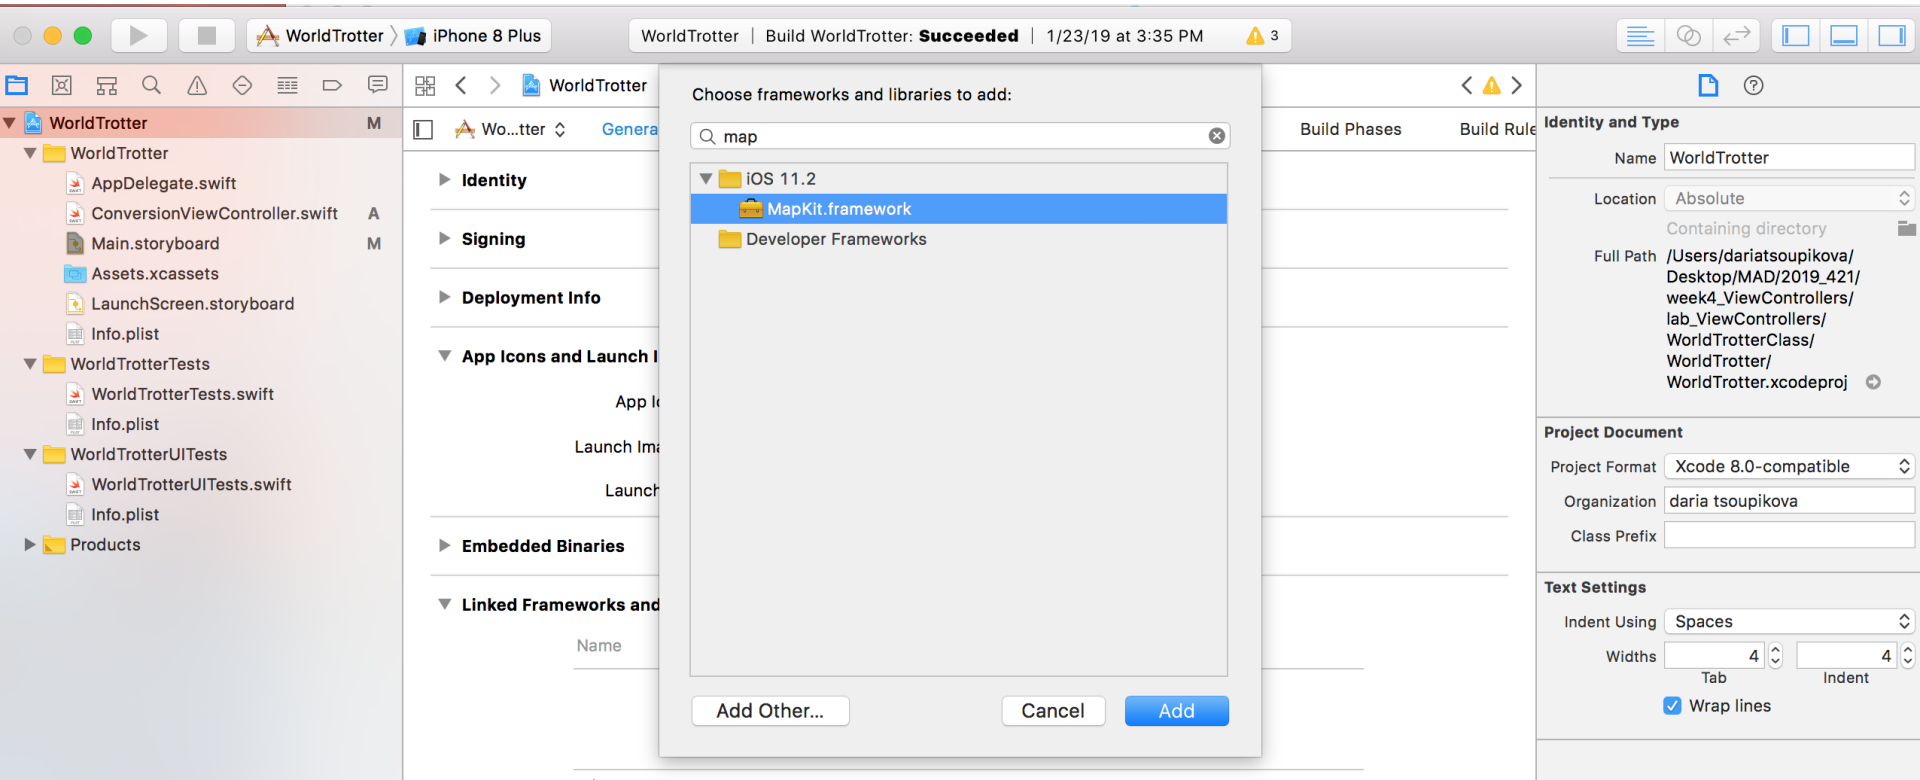 WorldTrotter iPhone 8 Plus
WorldTrotter | Build WorldTrotter: Succeeded | 1/23/19 at 3:35 PM 3
WorldTrotter M
WorldTrotter
AppDelegate.swift
ConversionViewController.swift A
Main.storyboard M
Assets.xcassets
LaunchScreen.storyboard
Info.plist
WorldTrotterTests
WorldTrotterTests.swift
Info.plist
WorldTrotterUITests
WorldTrotterUITests.swift
Info.plist
Products
WorldTrotter
Wo...tter Genera
Build Phases Build Rule
Identity
Signing
Deployment Info
App Icons and Launch I
App Ic
Launch Ima
Launch
Embedded Binaries
Linked Frameworks and
Name
Choose frameworks and libraries to add:
map
iOS 11.2
MapKit.framework
Developer Frameworks
Add Other...
Cancel
Add
Identity and Type
Name WorldTrotter
Location Absolute
Containing directory
Full Path /Users/dariatsoupikova/
Desktop/MAD/2019_421/
week4_ViewControllers/
lab_ViewControllers/
WorldTrotterClass/
WorldTrotter/
WorldTrotter.xcodeproj
Project Document
Project Format Xcode 8.0-compatible
Organization daria tsoupikova
Class Prefix
Text Settings
Indent Using Spaces
Widths 4 4
Tab Indent
Wrap lines